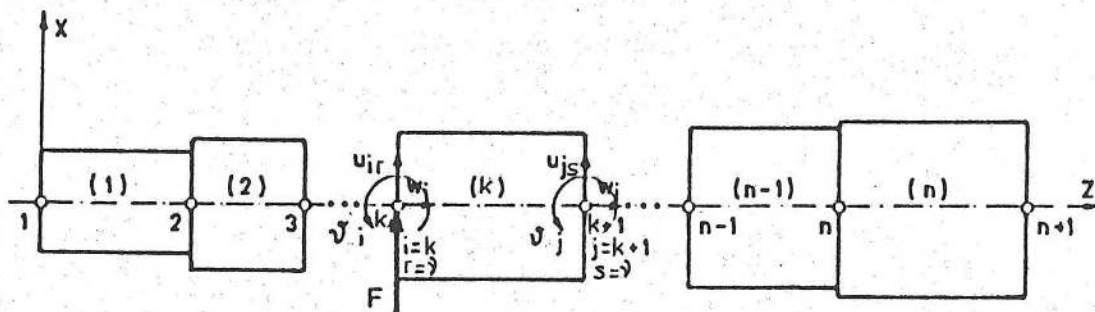 X
u_ir
u_js
(1) (2) w_i (k) w_j (n-1) (n) Z
1 2 3 ϑ_i k ϑ_j k+1 n-1 n n+1
i=k j=k+1
r=ν s=ν
F